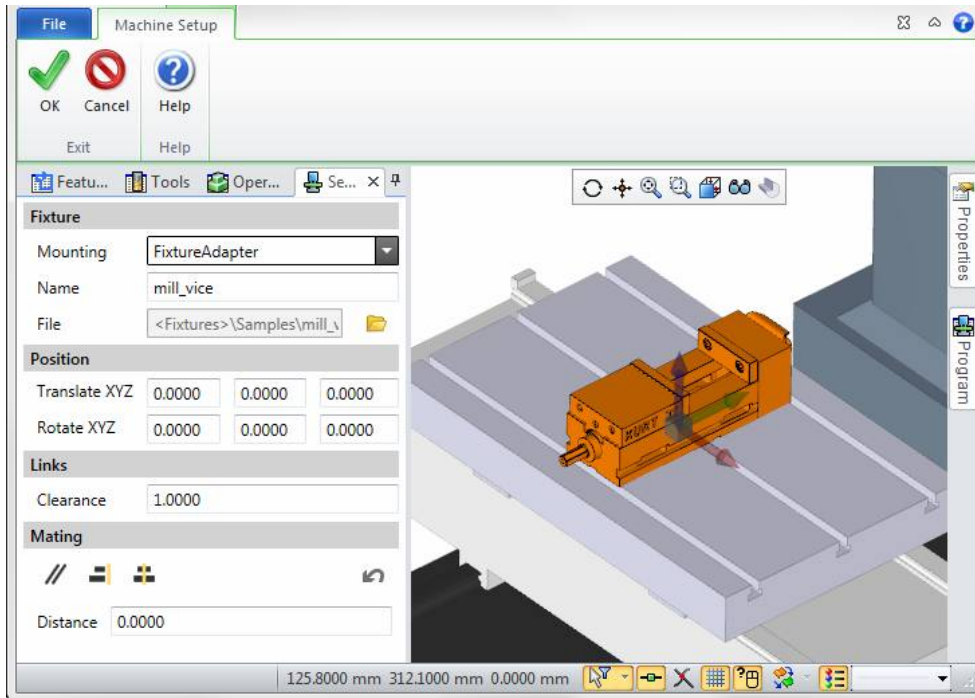 File Machine Setup
OK Cancel Help
Exit Help
Featu... Tools Oper... Se...
Fixture
Mounting FixtureAdapter
Name mill_vice
File <Fixtures>\Samples\mill_v
Position
Translate XYZ 0.0000 0.0000 0.0000
Rotate XYZ 0.0000 0.0000 0.0000
Links
Clearance 1.0000
Mating
Distance 0.0000
KURT
Properties
Program
125.8000 mm 312.1000 mm 0.0000 mm